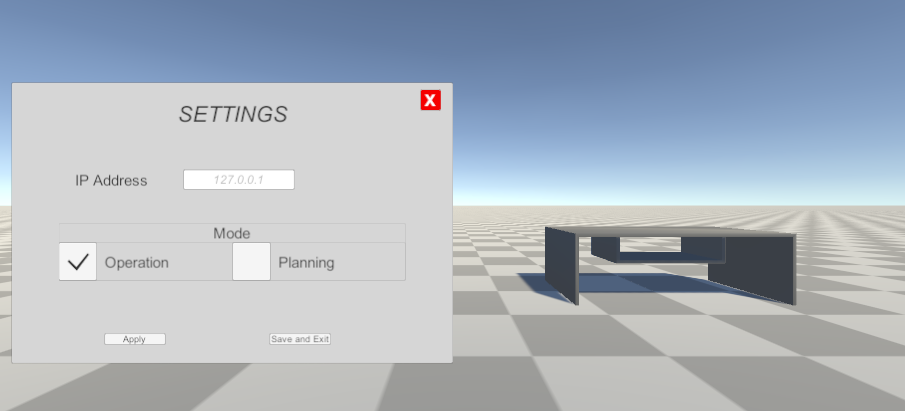 SETTINGS
X
IP Address
127.0.0.1
Mode
Operation
Planning
Apply
Save and Exit